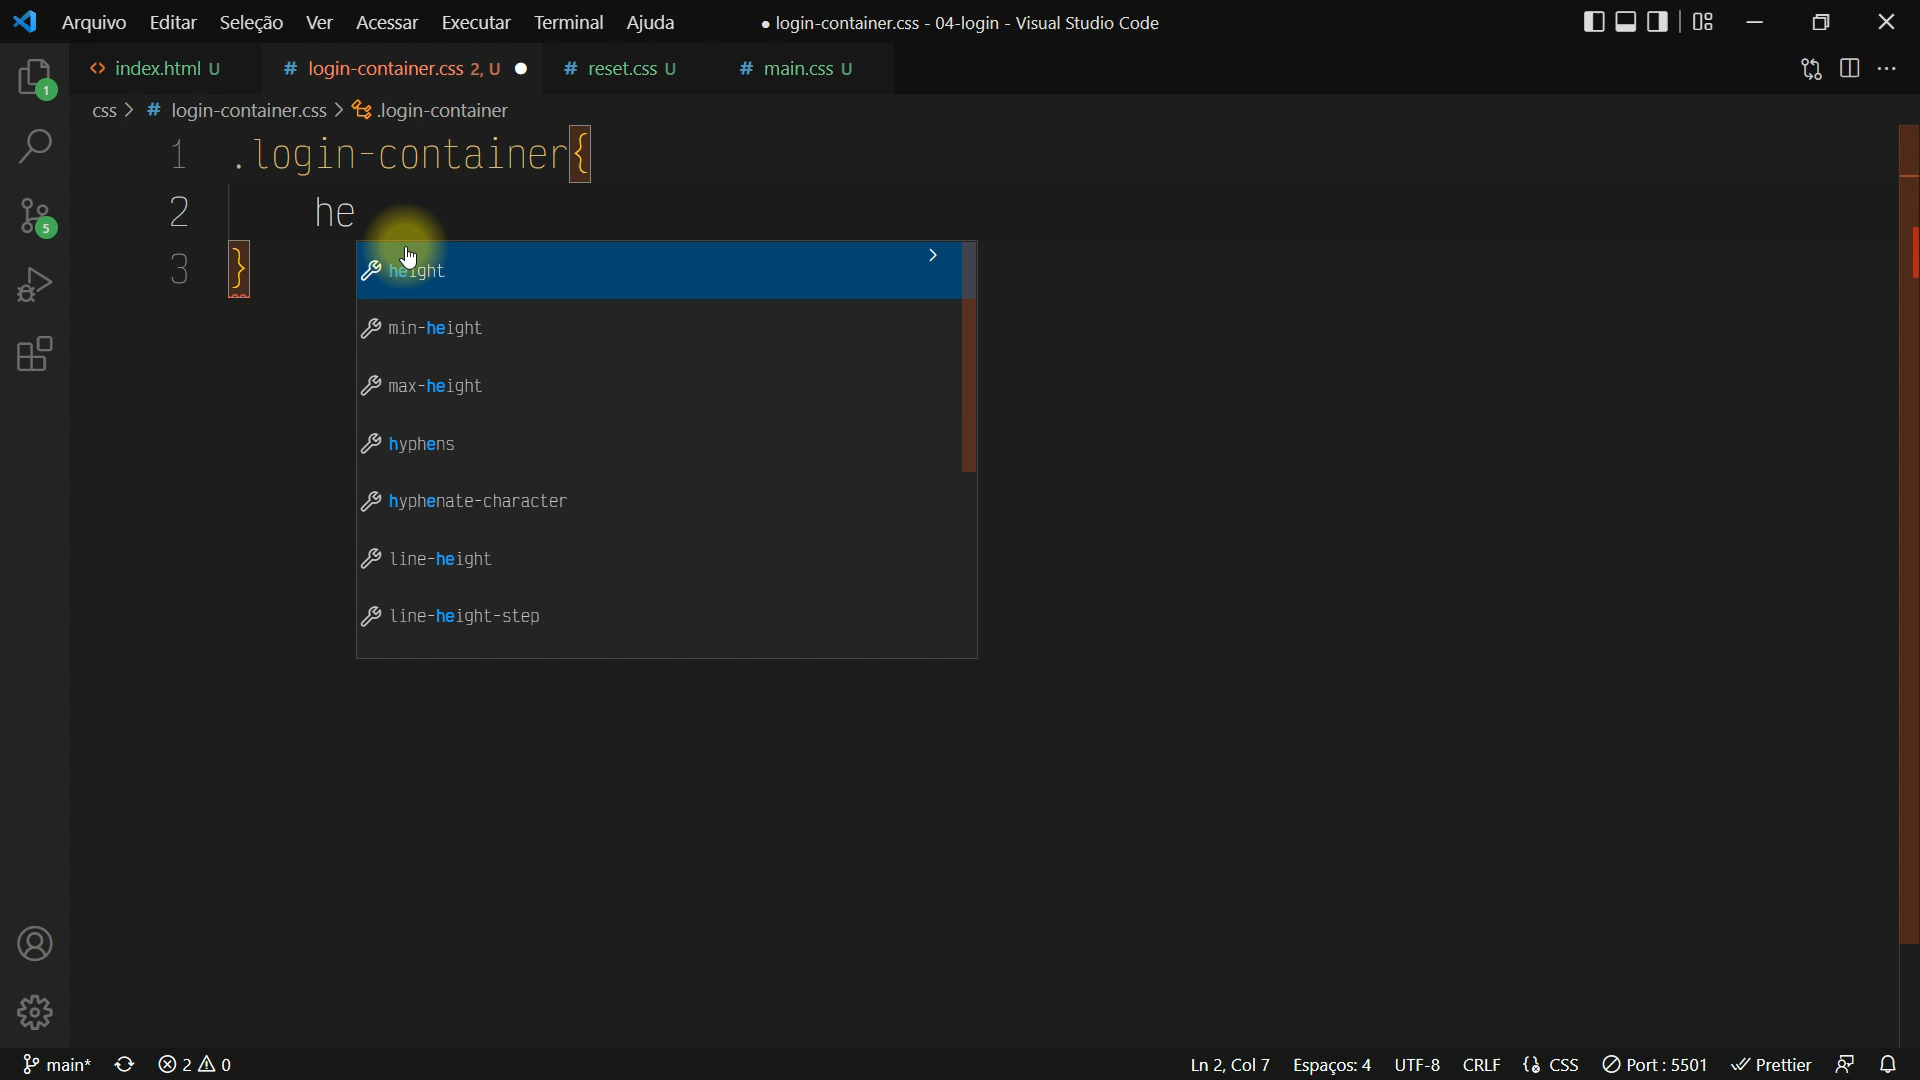 Arquivo Editar Seleção Ver Acessar Executar Terminal Ajuda ● login-container.css - 04-login - Visual Studio Code
1 <> index.html U # login-container.css 2, U ● # reset.css U # main.css U
css > # login-container.css > .login-container
1 .login-container{
2 he
3 }
height
min-height
max-height
hyphens
hyphenate-character
line-height
line-height-step
5
main* 2 0 Ln 2, Col 7 Espaços: 4 UTF-8 CRLF {} CSS Port : 5501 Prettier